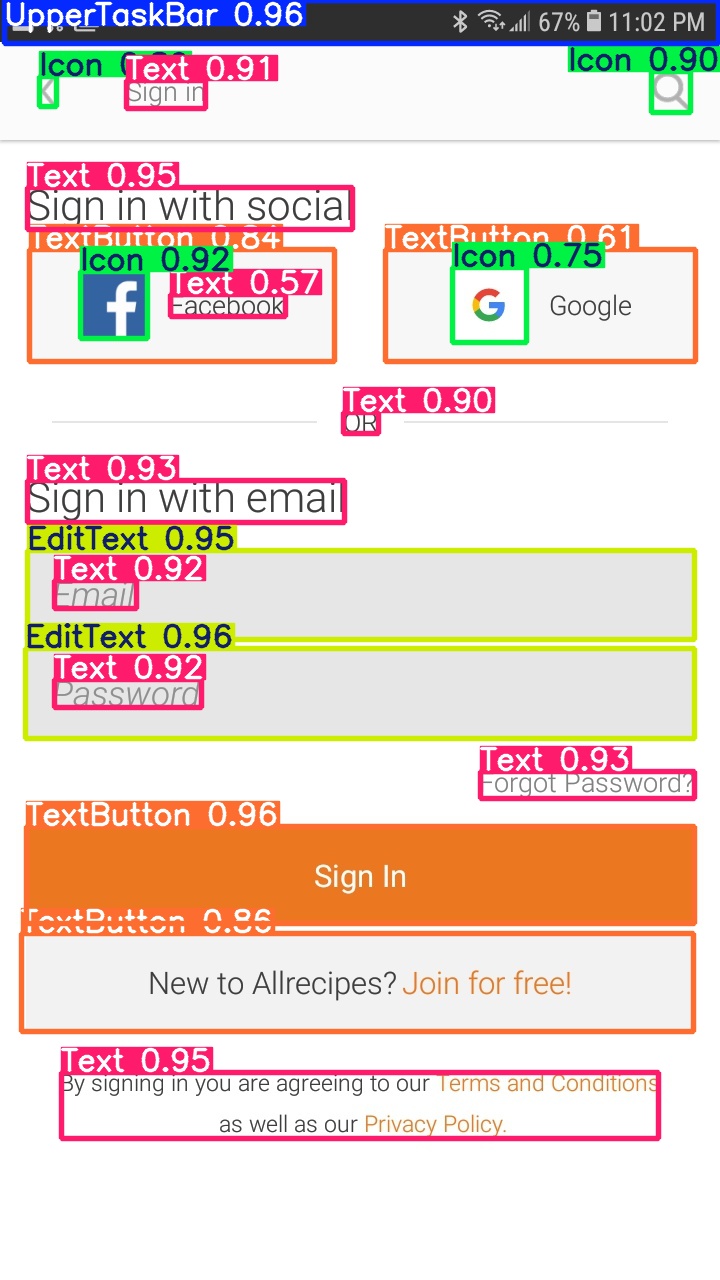 UpperTaskBar 0.96
67% 11:02 PM
Icon
Text 0.91
Icon 0.90
Sign in
Text 0.95
Sign in with social
TextButton 0.84
TextButton 0.61
Icon 0.92
Icon 0.75
Text 0.57
Facebook
Google
Text 0.90
OR
Text 0.93
Sign in with email
EditText 0.95
Text 0.92
Email
EditText 0.96
Text 0.92
Password
Text 0.93
Forgot Password?
TextButton 0.96
Sign In
TextButton 0.86
New to Allrecipes? Join for free!
Text 0.95
By signing in you are agreeing to our Terms and Conditions
as well as our Privacy Policy.